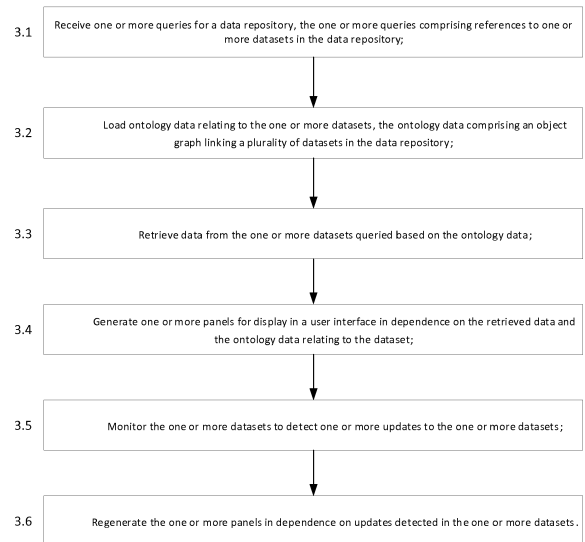 3.1
Receive one or more queries for a data repository, the one or more queries comprising references to one or
more datasets in the data repository;
3.2
Load ontology data relating to the one or more datasets, the ontology data comprising an object
graph linking a plurality of datasets in the data repository;
3.3
Retrieve data from the one or more datasets queried based on the ontology data;
3.4
Generate one or more panels for display in a user interface in dependence on the retrieved data and
the ontology data relating to the dataset;
3.5
Monitor the one or more datasets to detect one or more updates to the one or more datasets;
3.6
Regenerate the one or more panels in dependence on updates detected in the one or more datasets.